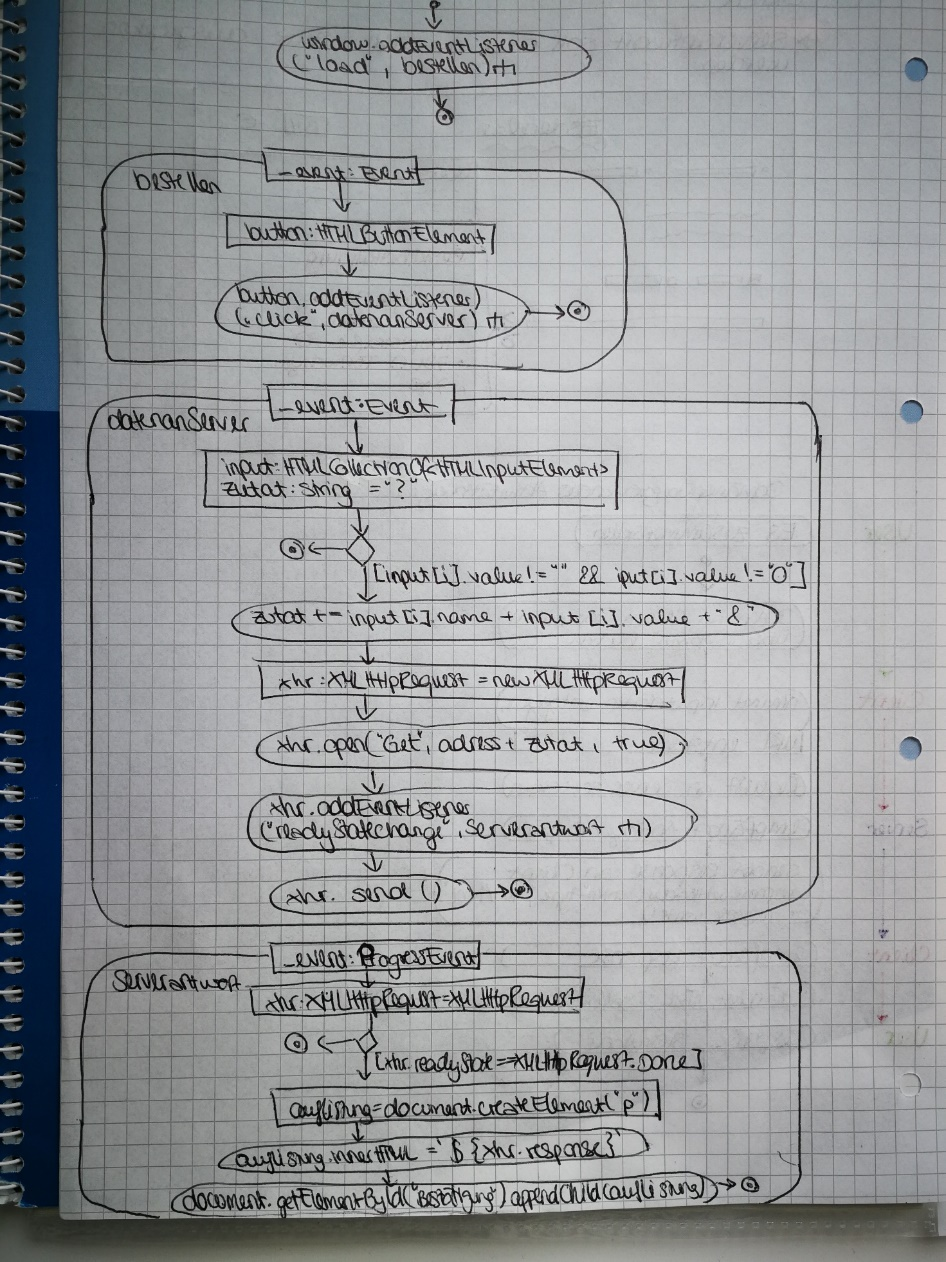 window.addEventListener
("load", bestellen)
bestellen
_event: Event
button: HTMLButtonElement
button.addEventListener)
(„click", datenanServer)
datenanServer
_event: Event
input: HTMLCollectionOf<HTMLInputElement>
zutat: String = "?"
[input[i].value != "" && iput[i].value != "0"]
zutat += input[i].name + input [i]. value + "&"
xhr: XMLHttpRequest = new XMLHttpRequest
xhr.open("Get", adress + zutat, true)
xhr.addEventListener
("readyStatechange", Serverantwort)
xhr. send ()
Serverantwort
_event: ProgressEvent
xhr: XMLHttpRequst = XMLHttpRequest
[xhr.readyState == XMLHttpRequest.Done]
auflistung = document.createElement("p")
auflistung.innerHTML = `${xhr.response}`
document.getElementById("Bestätigung").appendChild(auflistung)